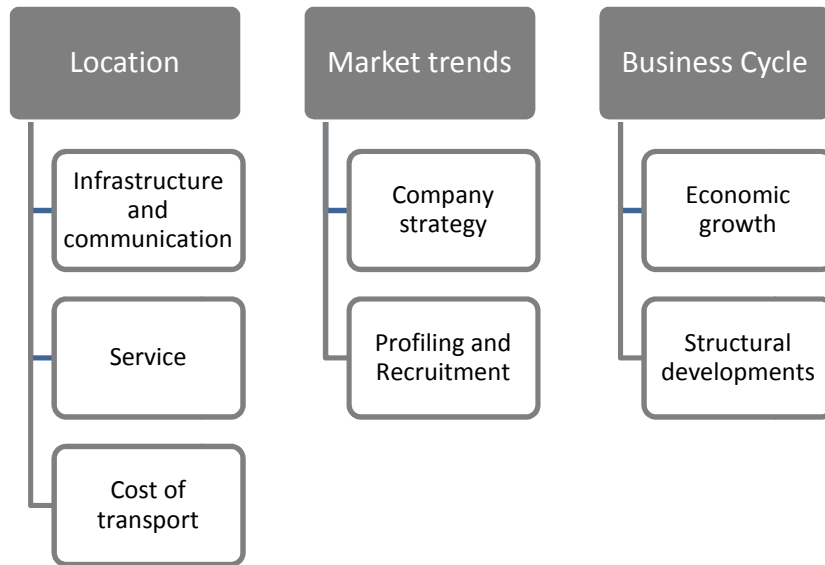 Location
Infrastructure
and
communication
Service
Cost of
transport
Market trends
Company
strategy
Profiling and
Recruitment
Business Cycle
Economic
growth
Structural
developments